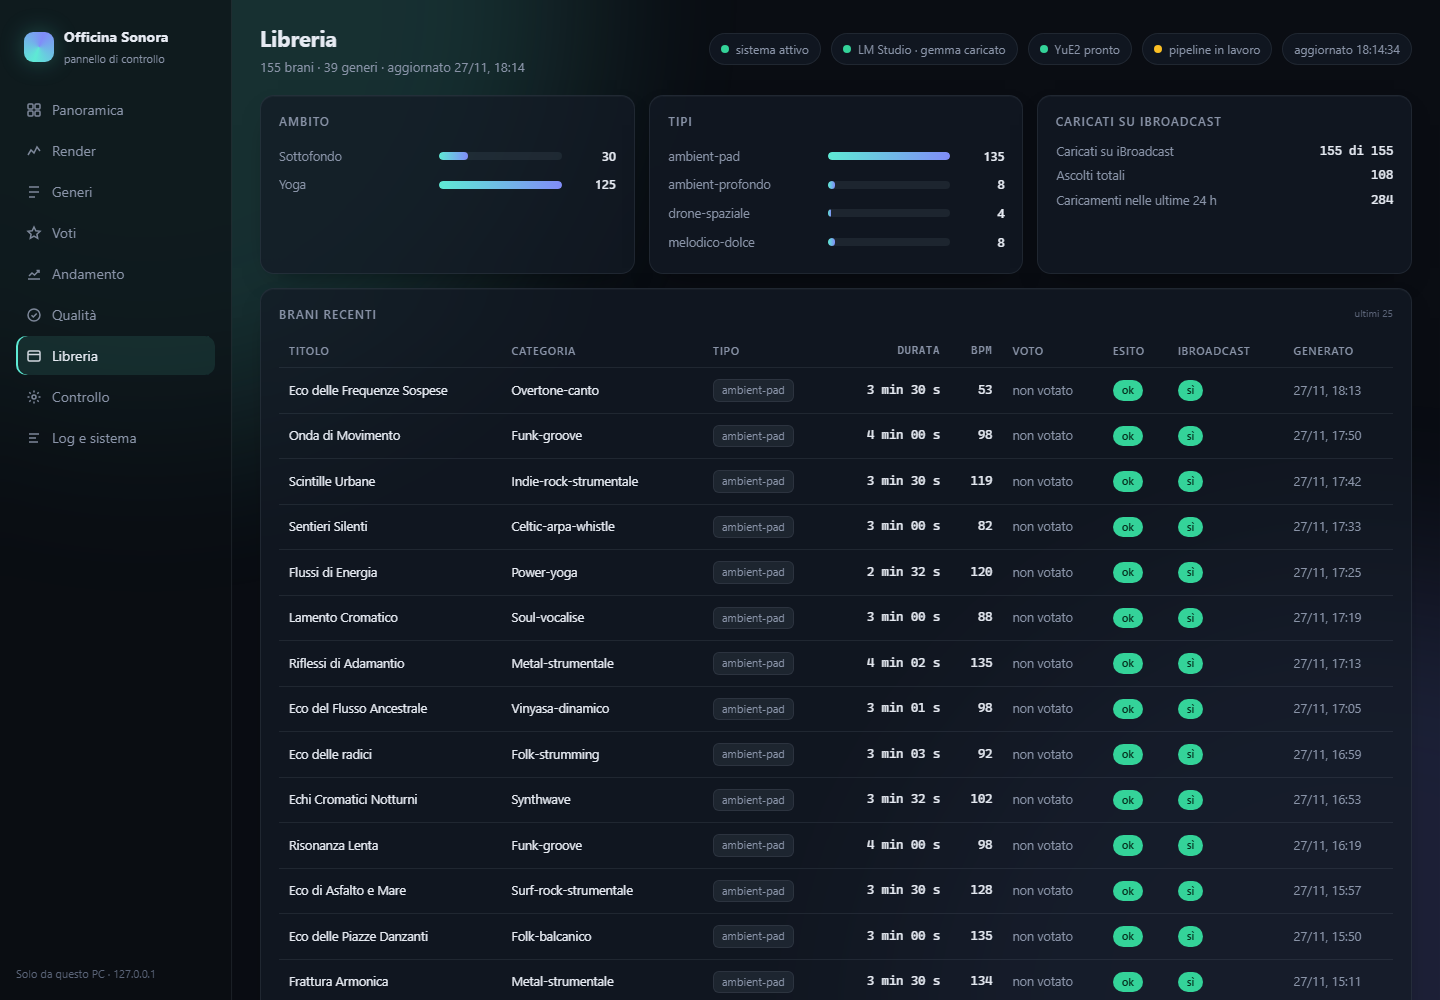 Officina Sonora
pannello di controllo
Panoramica
Render
Generi
Voti
Andamento
Qualità
Libreria
Controllo
Log e sistema
Solo da questo PC · 127.0.0.1
Libreria
155 brani · 39 generi · aggiornato 27/11, 18:14
sistema attivo
LM Studio · gemma caricato
YuE2 pronto
pipeline in lavoro
aggiornato 18:14:34
AMBITO
Sottofondo 30
Yoga 125
TIPI
ambient-pad 135
ambient-profondo 8
drone-spaziale 4
melodico-dolce 8
CARICATI SU IBROADCAST
Caricati su iBroadcast 155 di 155
Ascolti totali 108
Caricamenti nelle ultime 24 h 284
BRANI RECENTI ultimi 25
TITOLO CATEGORIA TIPO DURATA BPM VOTO ESITO IBROADCAST GENERATO
Eco delle Frequenze Sospese Overtone-canto ambient-pad 3 min 30 s 53 non votato ok sì 27/11, 18:13
Onda di Movimento Funk-groove ambient-pad 4 min 00 s 98 non votato ok sì 27/11, 17:50
Scintille Urbane Indie-rock-strumentale ambient-pad 3 min 30 s 119 non votato ok sì 27/11, 17:42
Sentieri Silenti Celtic-arpa-whistle ambient-pad 3 min 00 s 82 non votato ok sì 27/11, 17:33
Flussi di Energia Power-yoga ambient-pad 2 min 32 s 120 non votato ok sì 27/11, 17:25
Lamento Cromatico Soul-vocalise ambient-pad 3 min 00 s 88 non votato ok sì 27/11, 17:19
Riflessi di Adamantio Metal-strumentale ambient-pad 4 min 02 s 135 non votato ok sì 27/11, 17:13
Eco del Flusso Ancestrale Vinyasa-dinamico ambient-pad 3 min 01 s 98 non votato ok sì 27/11, 17:05
Eco delle radici Folk-strumming ambient-pad 3 min 03 s 92 non votato ok sì 27/11, 16:59
Echi Cromatici Notturni Synthwave ambient-pad 3 min 32 s 102 non votato ok sì 27/11, 16:53
Risonanza Lenta Funk-groove ambient-pad 4 min 00 s 98 non votato ok sì 27/11, 16:19
Eco di Asfalto e Mare Surf-rock-strumentale ambient-pad 3 min 30 s 128 non votato ok sì 27/11, 15:57
Eco delle Piazze Danzanti Folk-balcanico ambient-pad 3 min 00 s 135 non votato ok sì 27/11, 15:50
Frattura Armonica Metal-strumentale ambient-pad 3 min 30 s 134 non votato ok sì 27/11, 15:11